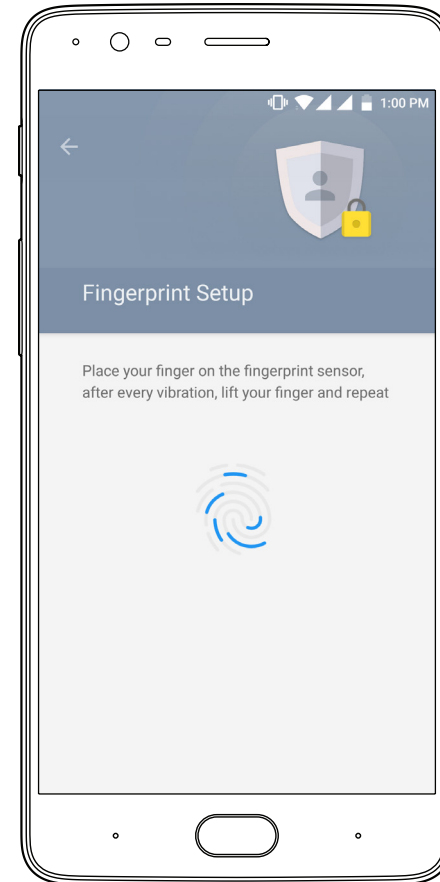 1:00 PM
Fingerprint Setup
Place your finger on the fingerprint sensor,
after every vibration, lift your finger and repeat